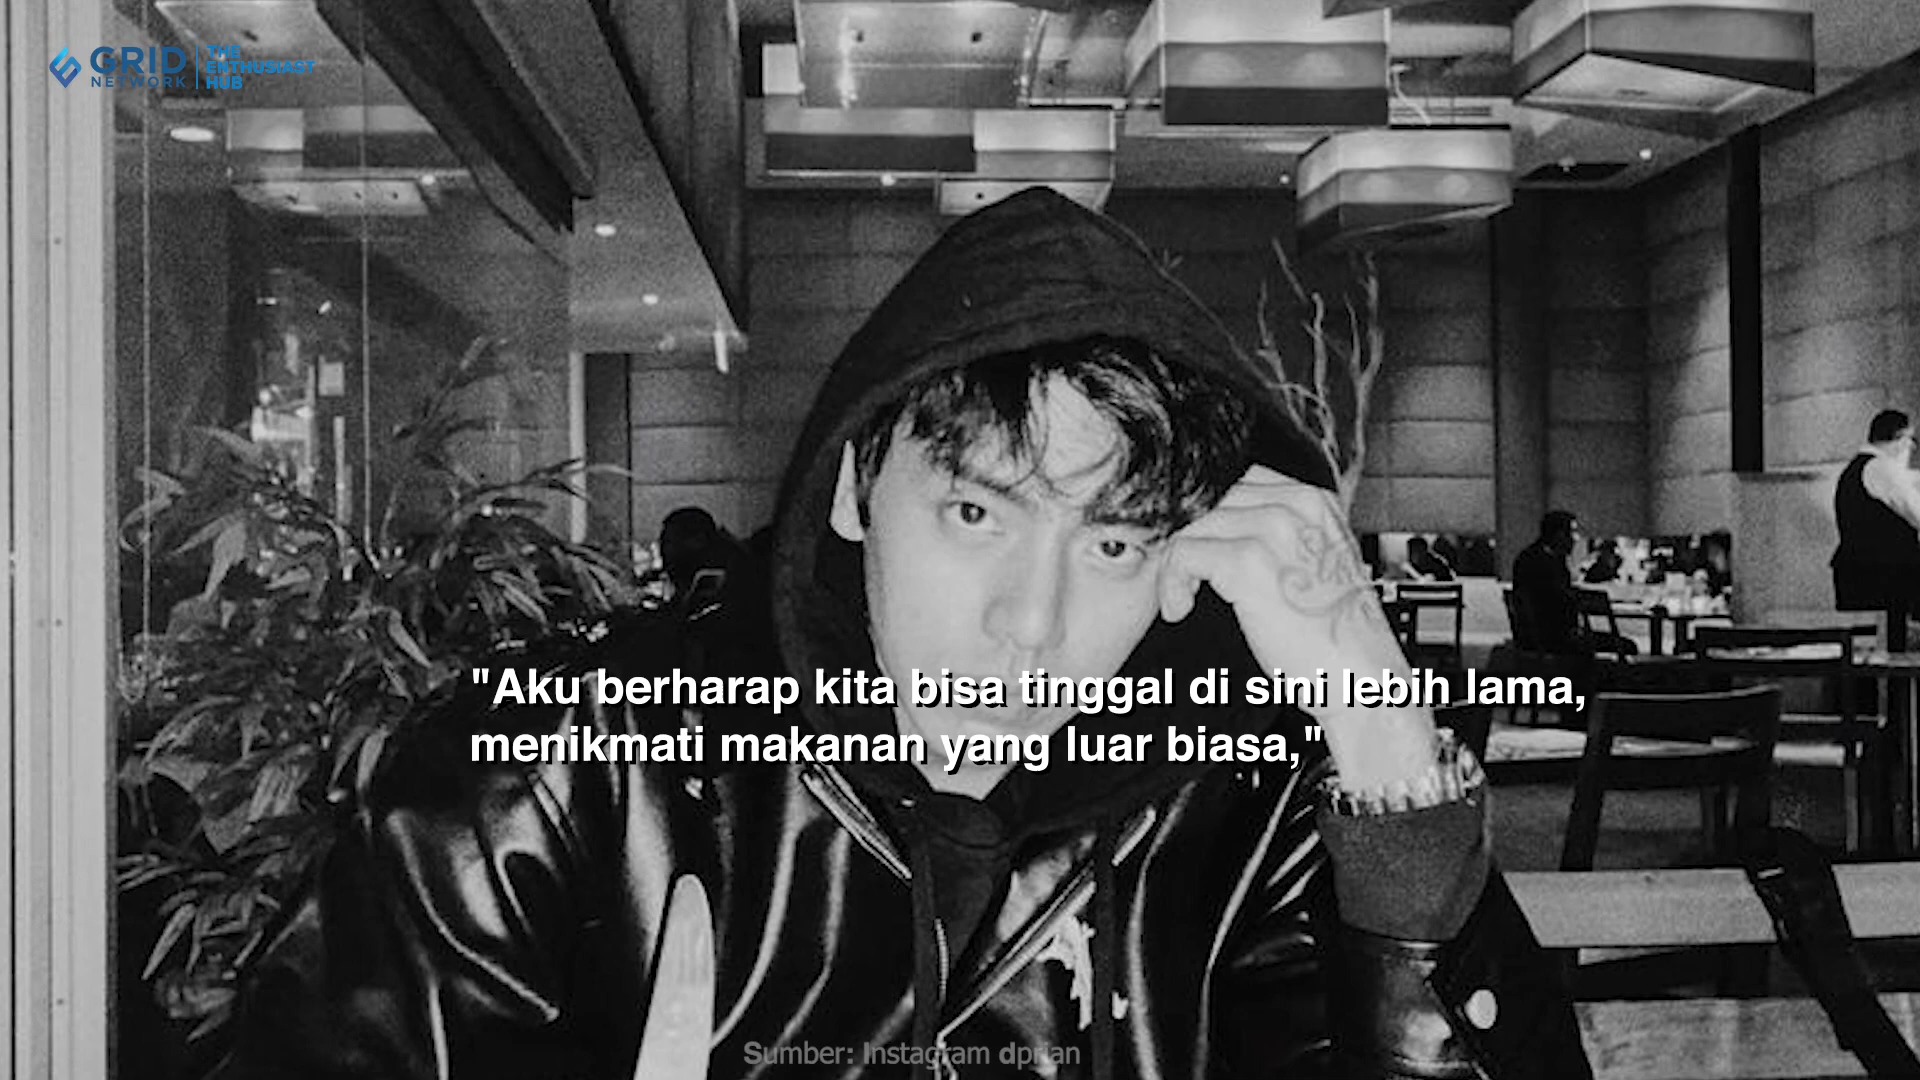 GRID
NETWORK
THE
ENTHUSIAST
HUB
"Aku berharap kita bisa tinggal di sini lebih lama,
menikmati makanan yang luar biasa,"
Sumber: Instagram dprian